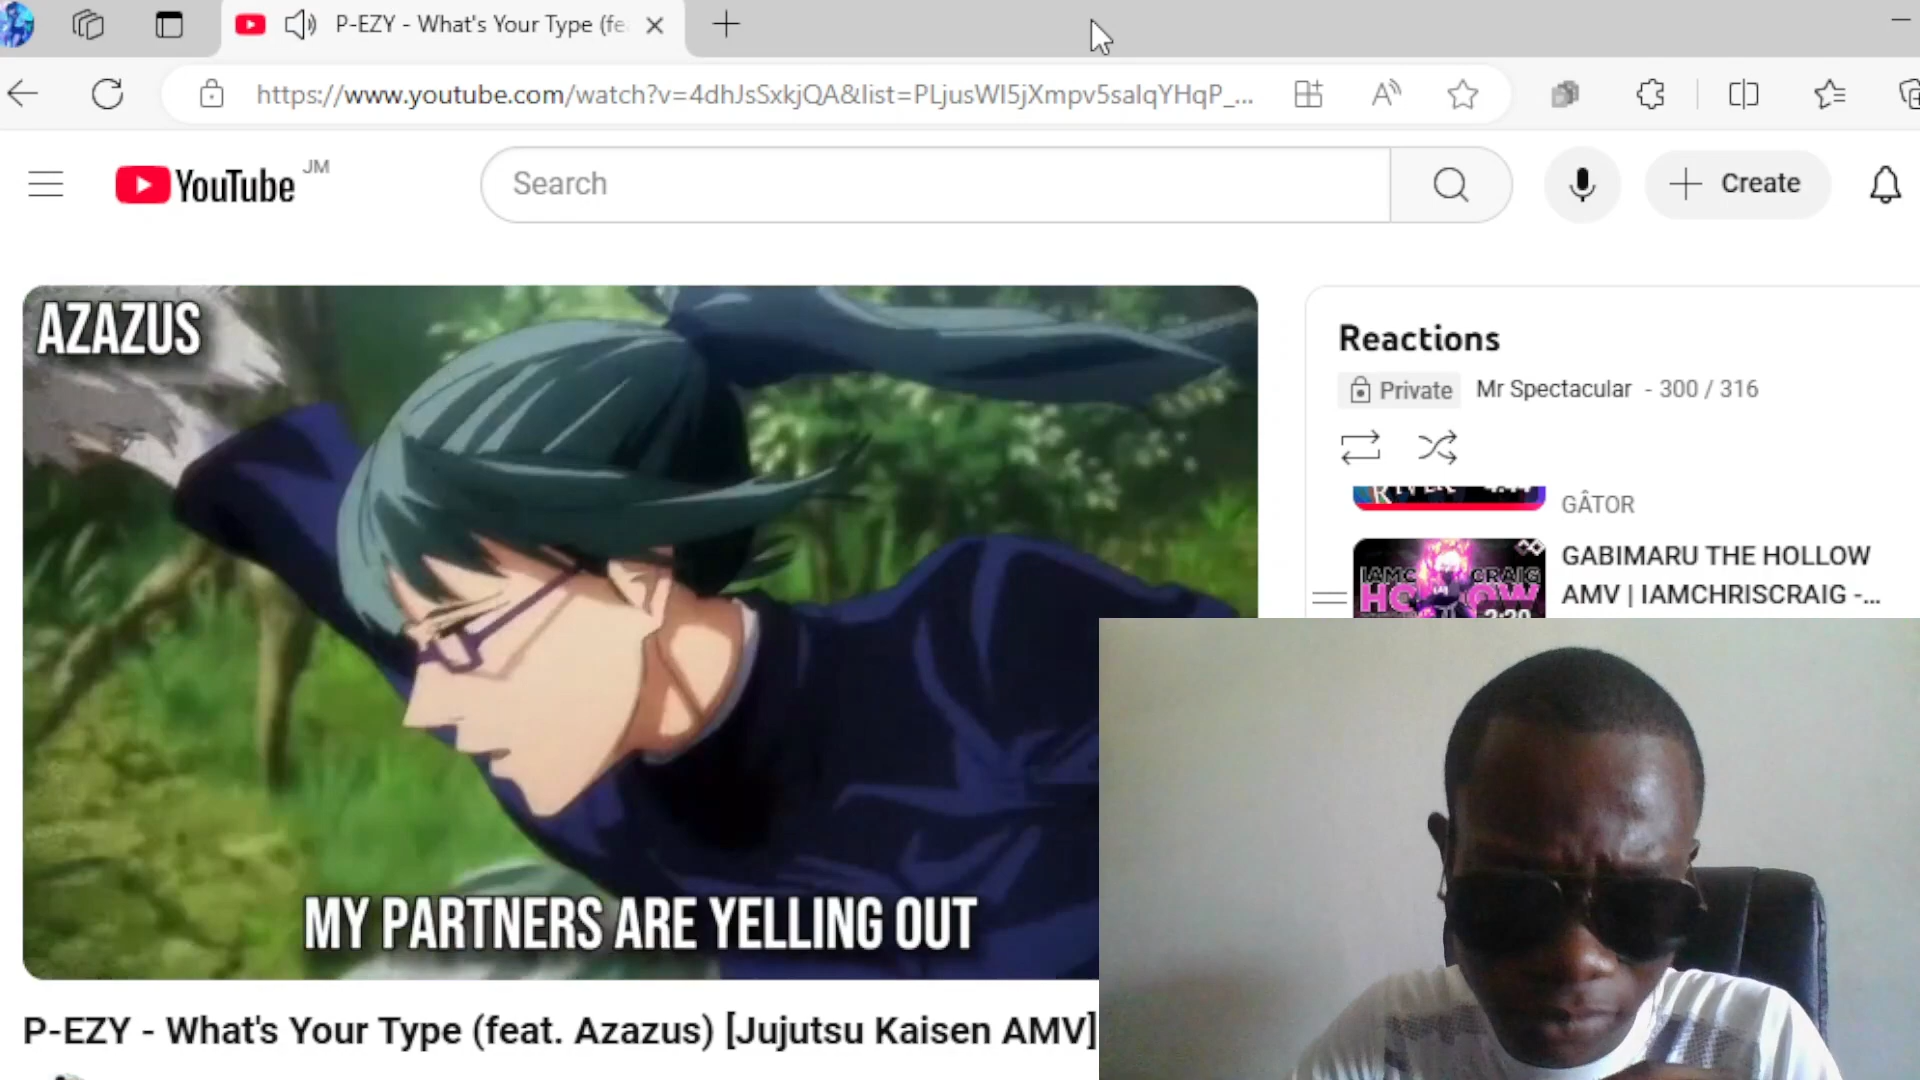 P-EZY - What's Your Type (fe
https://www.youtube.com/watch?v=4dhJsSxkjQA&list=PLjusWI5jXmpv5salqYHqP_...
YouTube JM
Search
Create
AZAZUS
MY PARTNERS ARE YELLING OUT
P-EZY - What's Your Type (feat. Azazus) [Jujutsu Kaisen AMV]
Reactions
Private Mr Spectacular - 300 / 316
GÂTOR
IAMC CRAIG
GABIMARU THE HOLLOW
AMV | IAMCHRISCRAIG -...